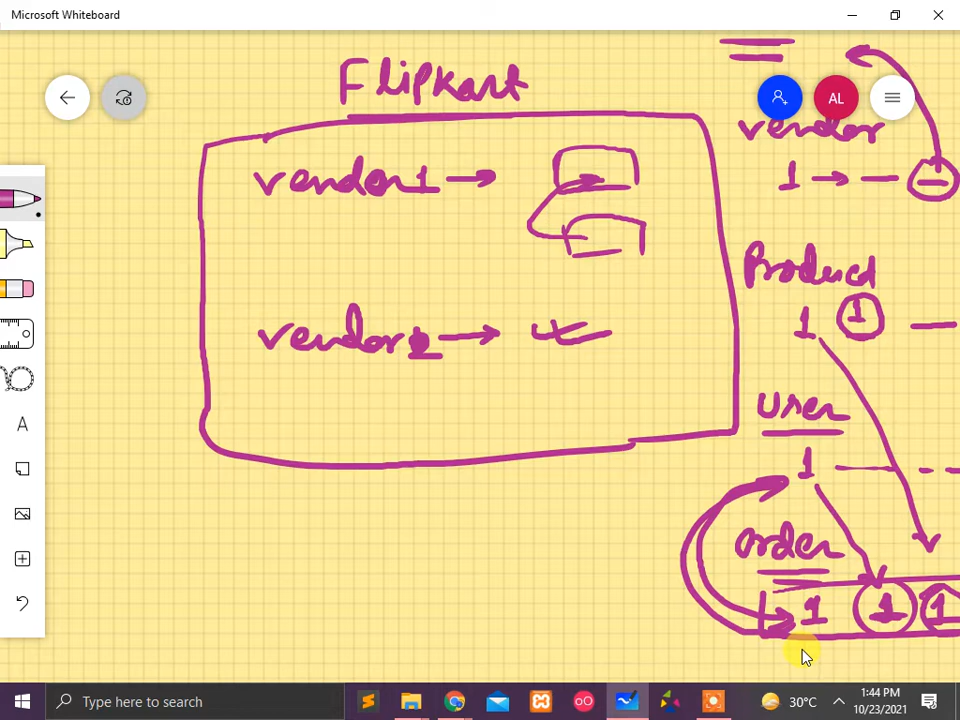 Microsoft Whiteboard
Flipkart
AL
vendor1
vendor
1
Product
1 1
vendor2
User
1
order
1 1 1
A
Type here to search
30°C
1:44 PM
10/23/2021